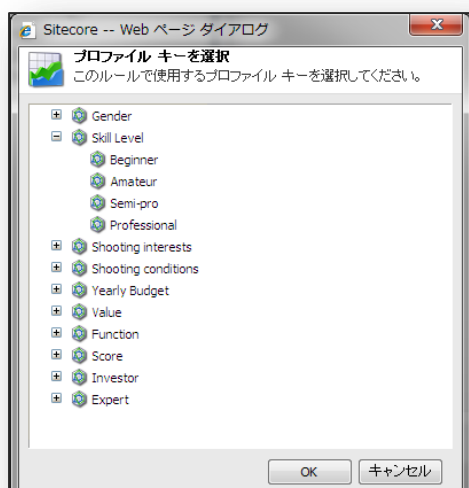 Sitecore -- Web ページ ダイアログ
プロファイル キーを選択
このルールで使用するプロファイル キーを選択してください。
Gender
Skill Level
Beginner
Amateur
Semi-pro
Professional
Shooting interests
Shooting conditions
Yearly Budget
Value
Function
Score
Investor
Expert
OK キャンセル